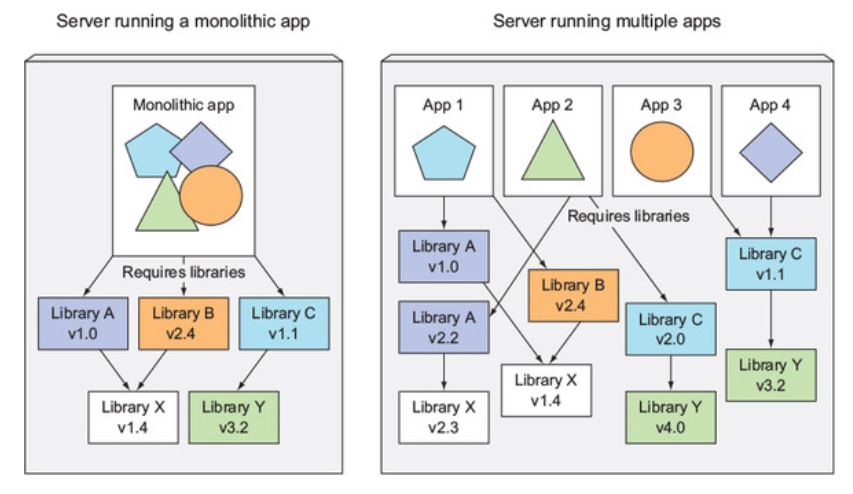 Server running a monolithic app
Monolithic app
Requires libraries
Library A
v1.0
Library B
v2.4
Library C
v1.1
Library X
v1.4
Library Y
v3.2
Server running multiple apps
App 1
App 2
App 3
App 4
Requires libraries
Library A
v1.0
Library B
v2.4
Library C
v1.1
Library A
v2.2
Library C
v2.0
Library X
v1.4
Library Y
v3.2
Library X
v2.3
Library Y
v4.0